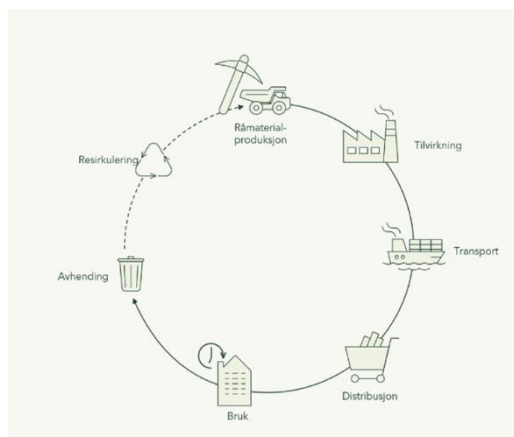 Råmaterial-
produksjon
Tilvirkning
Transport
Distribusjon
Bruk
Avhending
Resirkulering